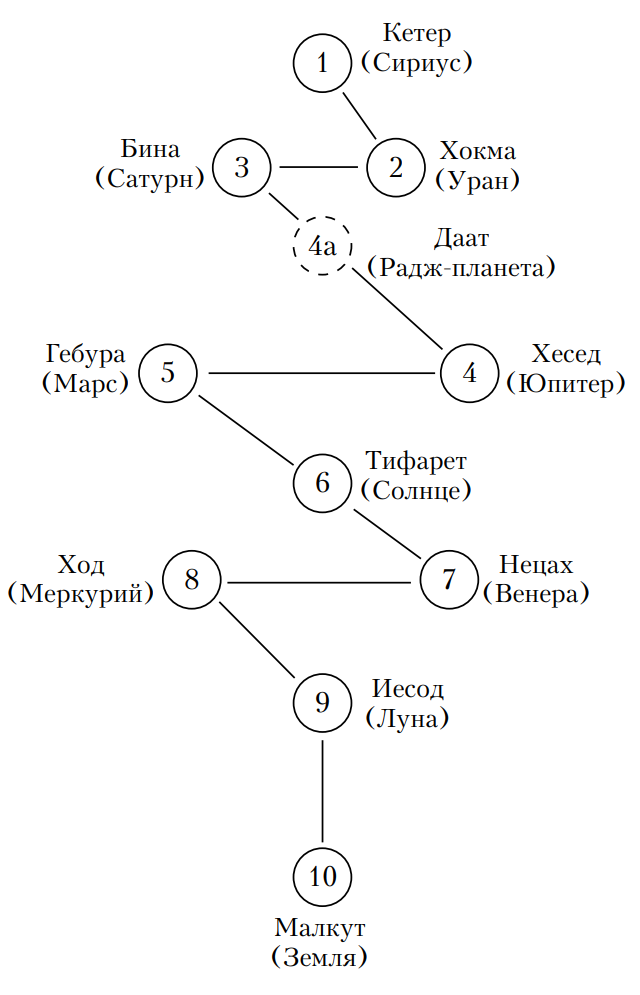 Кетер
1
(Сириус)
Бина
3
(Сатурн)
2
Хокма
(Уран)
4а
Даат
(Радж-планета)
Гебура
(Марс)
5
4
Хесед
(Юпитер)
6
Тифарет
(Солнце)
Ход
(Меркурий)
8
7
Нецах
(Венера)
9
Иесод
(Луна)
10
Малкут
(Земля)